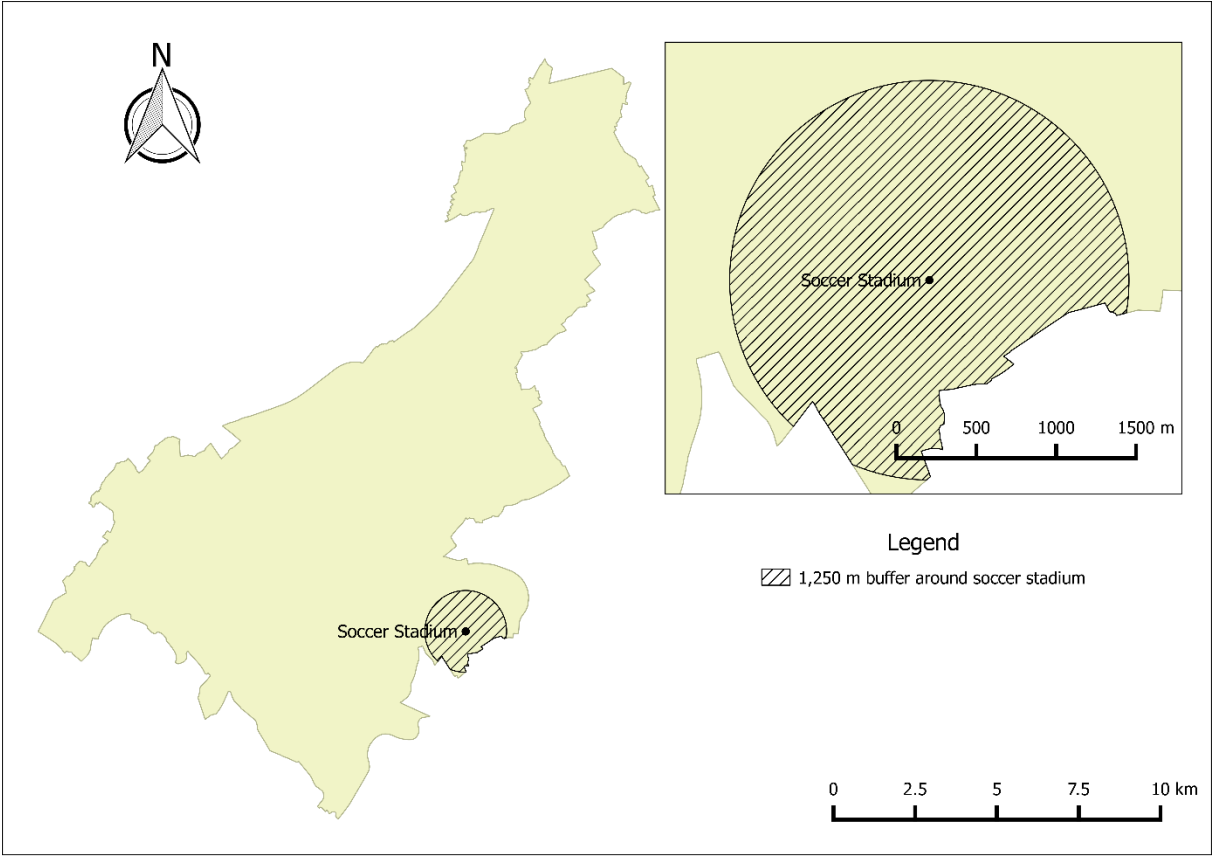 N
Soccer Stadium
0 500 1000 1500 m
Legend
1,250 m buffer around soccer stadium
Soccer Stadium
0 2.5 5 7.5 10 km